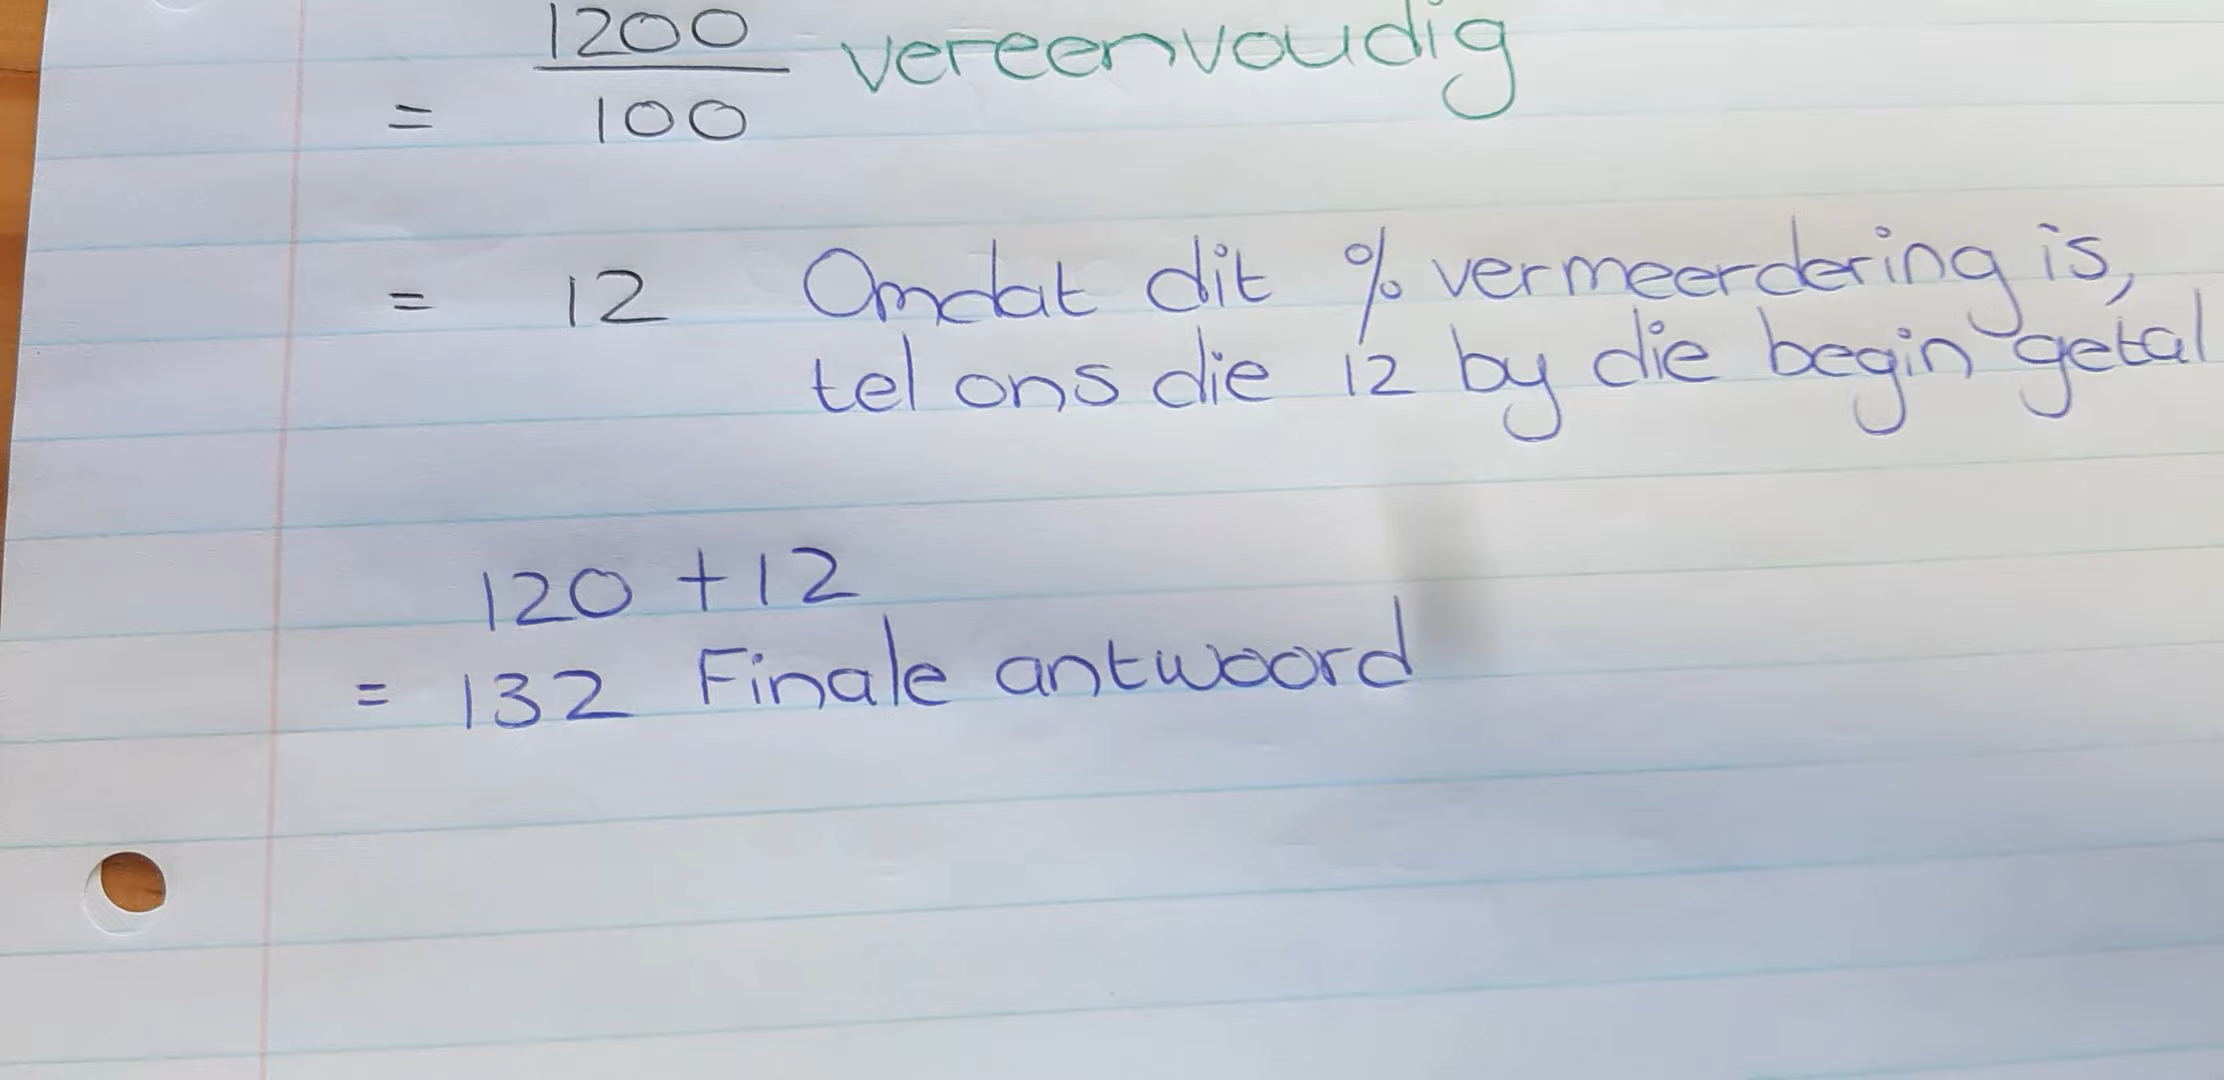 1200 vereenvoudig
= 100
= 12 Omdat dit % vermeerdering is,
tel ons die 12 by die begin getal
120 + 12
= 132 Finale antwoord